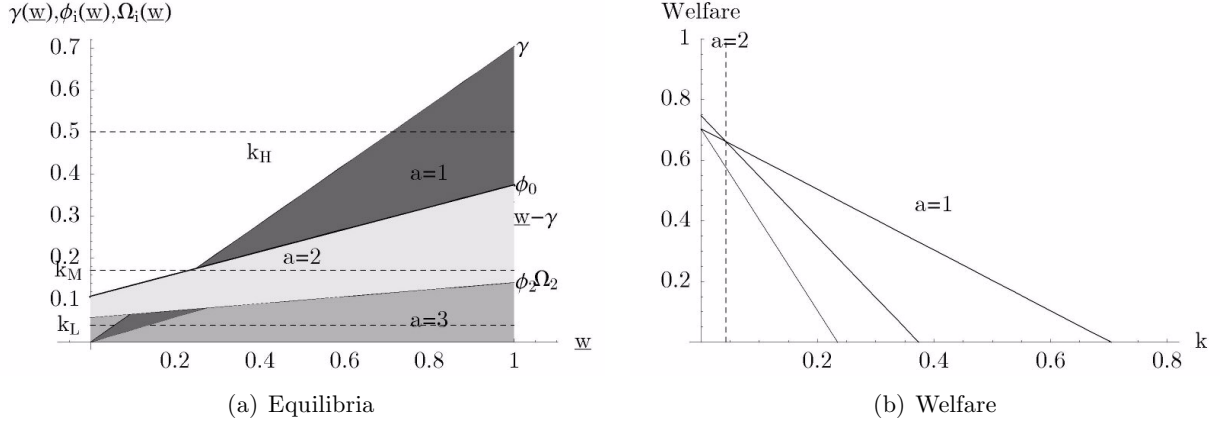 γ(w),ϕi(w),Ωi(w)
0.7
0.6
0.5
0.4
0.3
0.2
0.1
kH
kM
kL
a=1
a=2
a=3
γ
ϕ0
w−γ
ϕ2Ω2
0.2 0.4 0.6 0.8 1
w
(a) Equilibria
Welfare
1
0.8
0.6
0.4
0.2
a=2
a=1
0.2 0.4 0.6 0.8
k
(b) Welfare